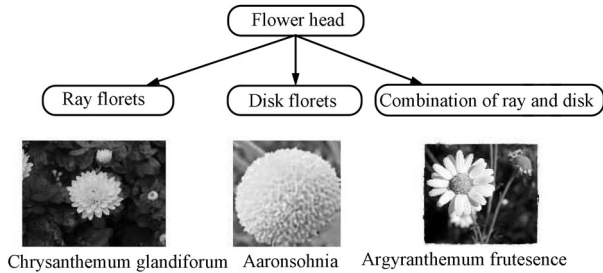 Flower head
Ray florets
Disk florets
Combination of ray and disk
Chrysanthemum glandiforum
Aaronsohnia
Argyranthemum frutesence